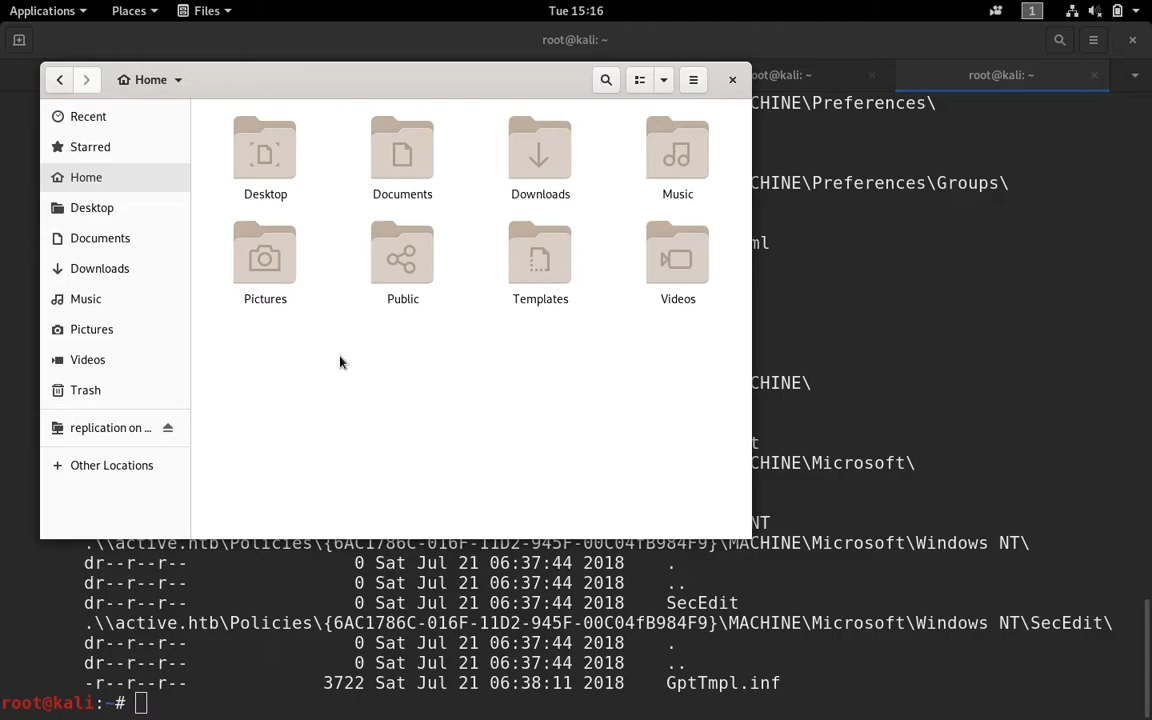 Applications Places Files Tue 15:16 1
root@kali: ~
Home
@kali: ~ root@kali: ~
Recent
Starred
Home
Desktop
Documents
Downloads
Music
Pictures
Videos
Trash
replication on ...
Other Locations
Desktop Documents Downloads Music
Pictures Public Templates Videos
CHINE\Preferences\
CHINE\Preferences\Groups\
ml
CHINE\
t
CHINE\Microsoft\
NT
.\\active.htb\Policies\{6AC1786C-016F-11D2-945F-00C04fB984F9}\MACHINE\Microsoft\Windows NT\
dr--r--r-- 0 Sat Jul 21 06:37:44 2018 .
dr--r--r-- 0 Sat Jul 21 06:37:44 2018 ..
dr--r--r-- 0 Sat Jul 21 06:37:44 2018 SecEdit
.\\active.htb\Policies\{6AC1786C-016F-11D2-945F-00C04fB984F9}\MACHINE\Microsoft\Windows NT\SecEdit\
dr--r--r-- 0 Sat Jul 21 06:37:44 2018 .
dr--r--r-- 0 Sat Jul 21 06:37:44 2018 ..
-r--r--r-- 3722 Sat Jul 21 06:38:11 2018 GptTmpl.inf
root@kali:~#